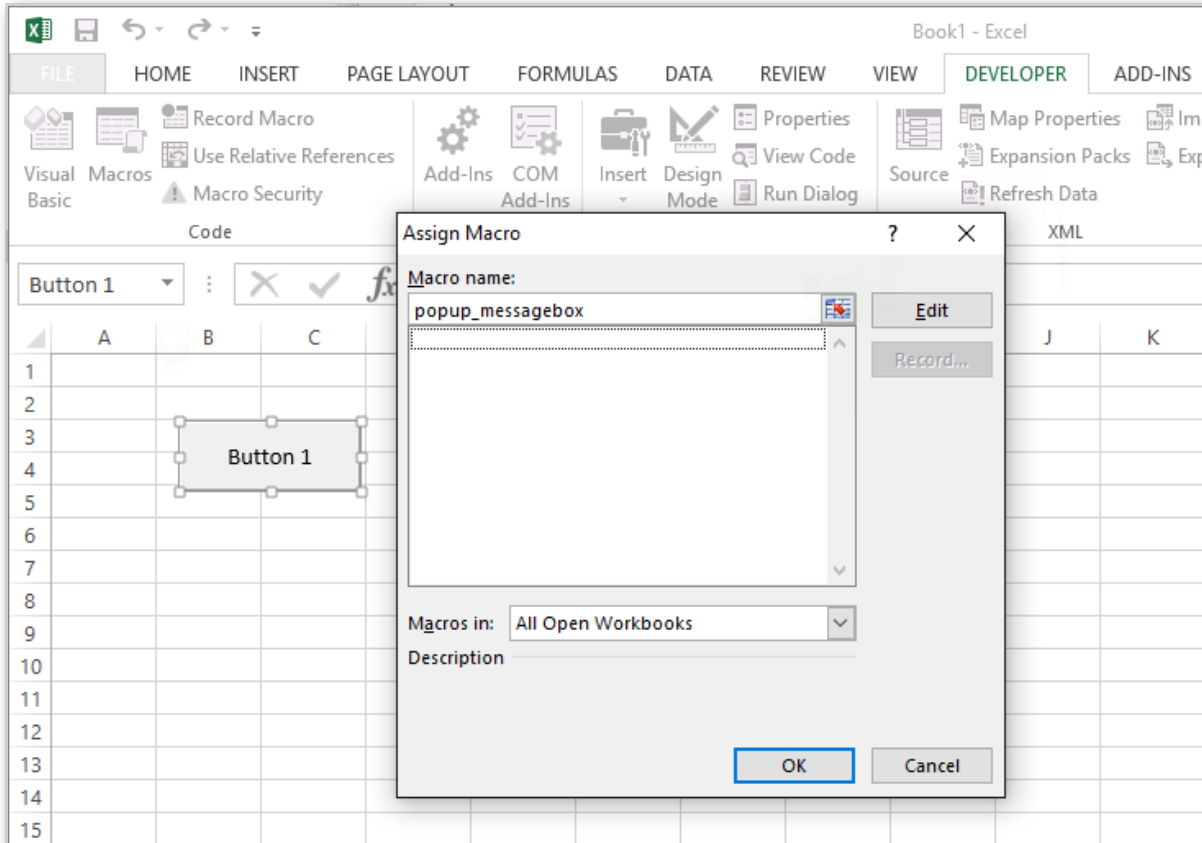 Book1 - Excel
FILE HOME INSERT PAGE LAYOUT FORMULAS DATA REVIEW VIEW DEVELOPER ADD-INS
Visual Basic
Macros
Record Macro
Use Relative References
Macro Security
Code
Add-Ins
COM Add-Ins
Insert
Design Mode
Properties
View Code
Run Dialog
Source
Map Properties
Expansion Packs
Refresh Data
Im
Exp
XML
Button 1
fx
A B C J K
1
2
3
4
5
6
7
8
9
10
11
12
13
14
15
Button 1
Assign Macro ?
Macro name:
popup_messagebox
Edit
Record...
Macros in: All Open Workbooks
Description
OK Cancel